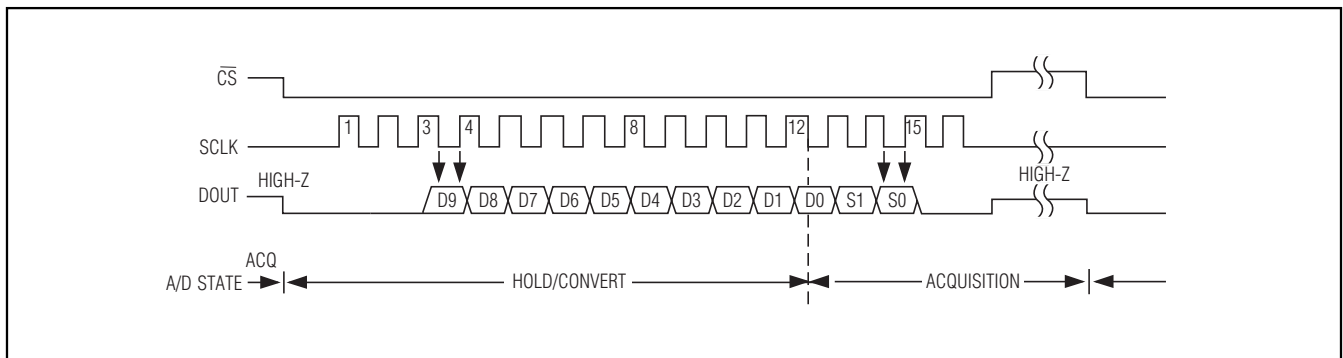 CS
1 3 4 8 12 15
SCLK
HIGH-Z HIGH-Z
DOUT D9 D8 D7 D6 D5 D4 D3 D2 D1 D0 S1 S0
ACQ
A/D STATE HOLD/CONVERT ACQUISITION